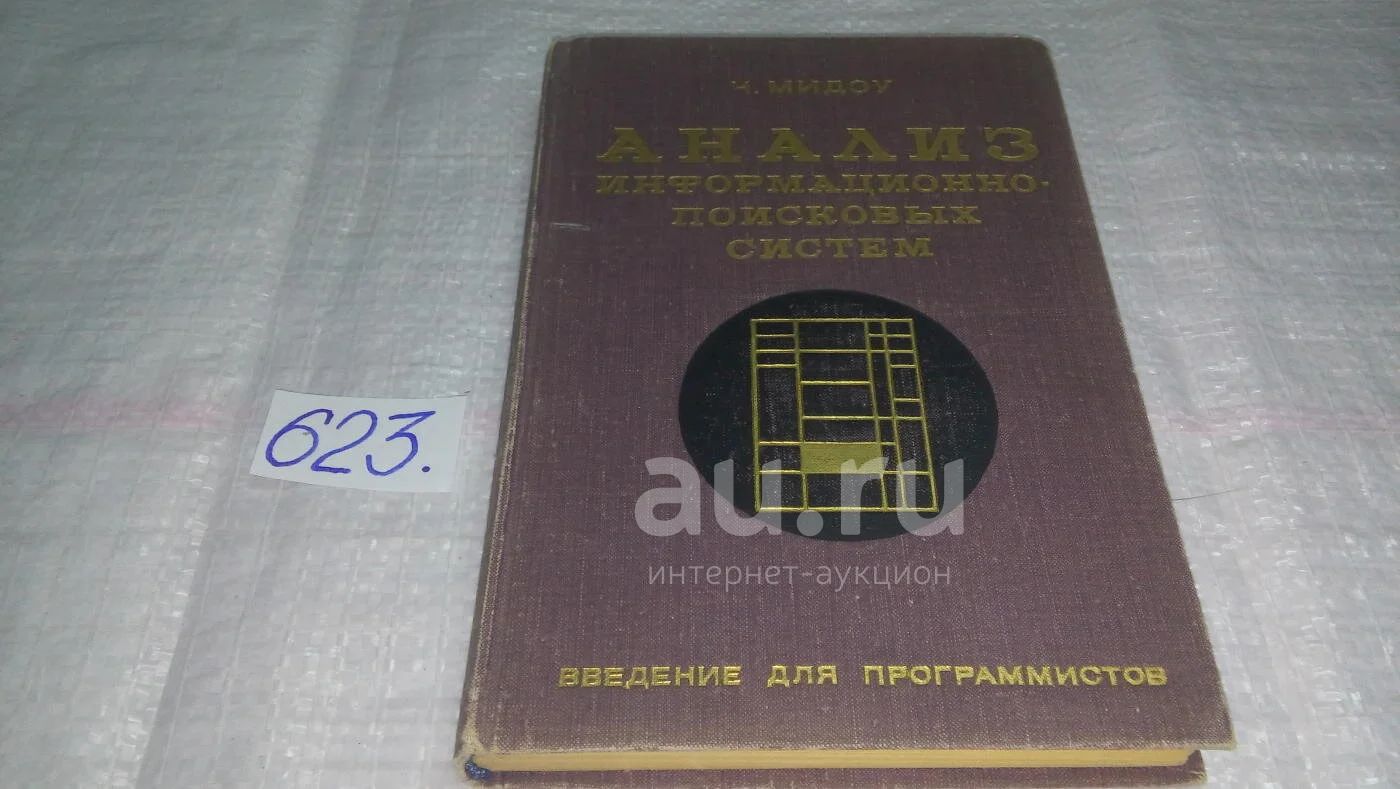 Ч. МИДОУ
АНАЛИЗ
ИНФОРМАЦИОННО-
ПОИСКОВЫХ
СИСТЕМ
623.
au.ru
интернет-аукцион
ВВЕДЕНИЕ ДЛЯ ПРОГРАММИСТОВ